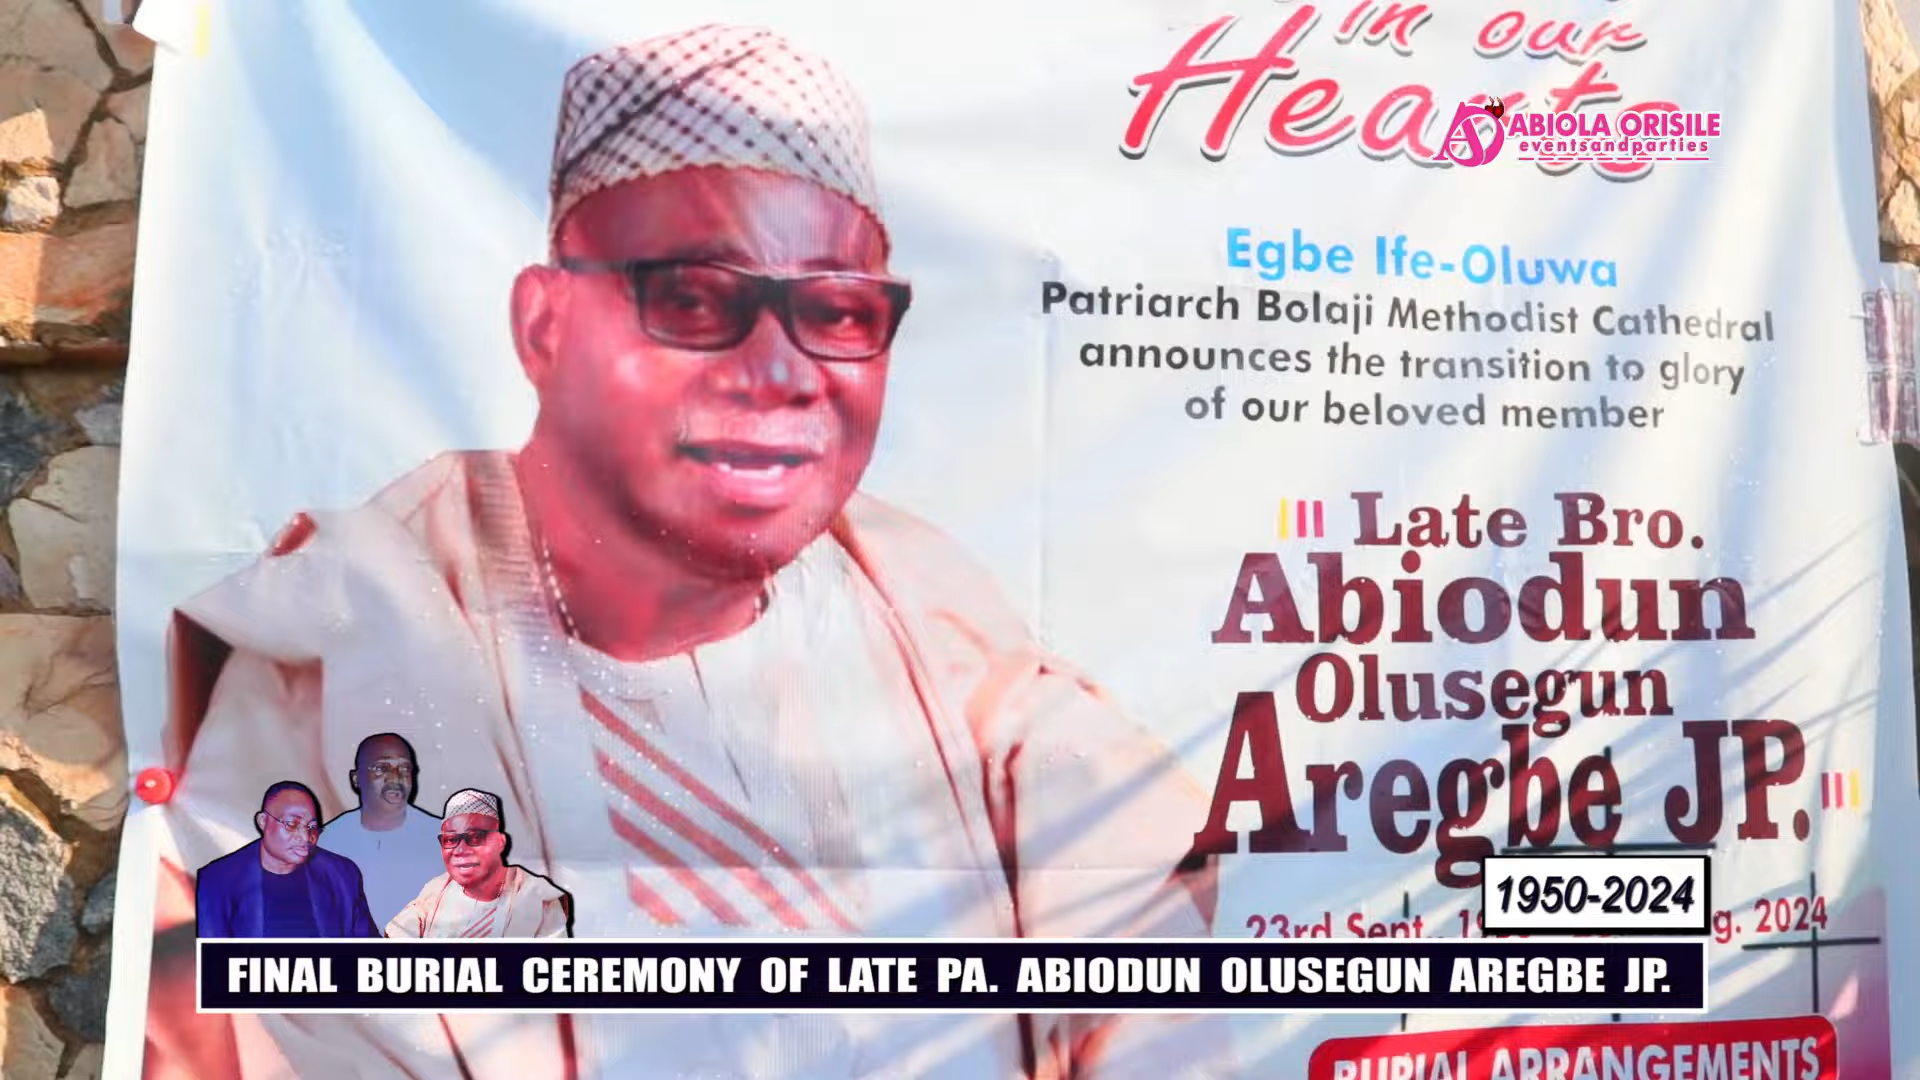 in our
Hearts
ABIOLA ORISILE
eventsandparties
Egbe Ife-Oluwa
Patriarch Bolaji Methodist Cathedral
announces the transition to glory
of our beloved member
Late Bro.
Abiodun
Olusegun
Aregbe JP.
1950-2024
23rd Sept., g. 2024
FINAL BURIAL CEREMONY OF LATE PA. ABIODUN OLUSEGUN AREGBE JP.
BURIAL ARRANGEMENTS